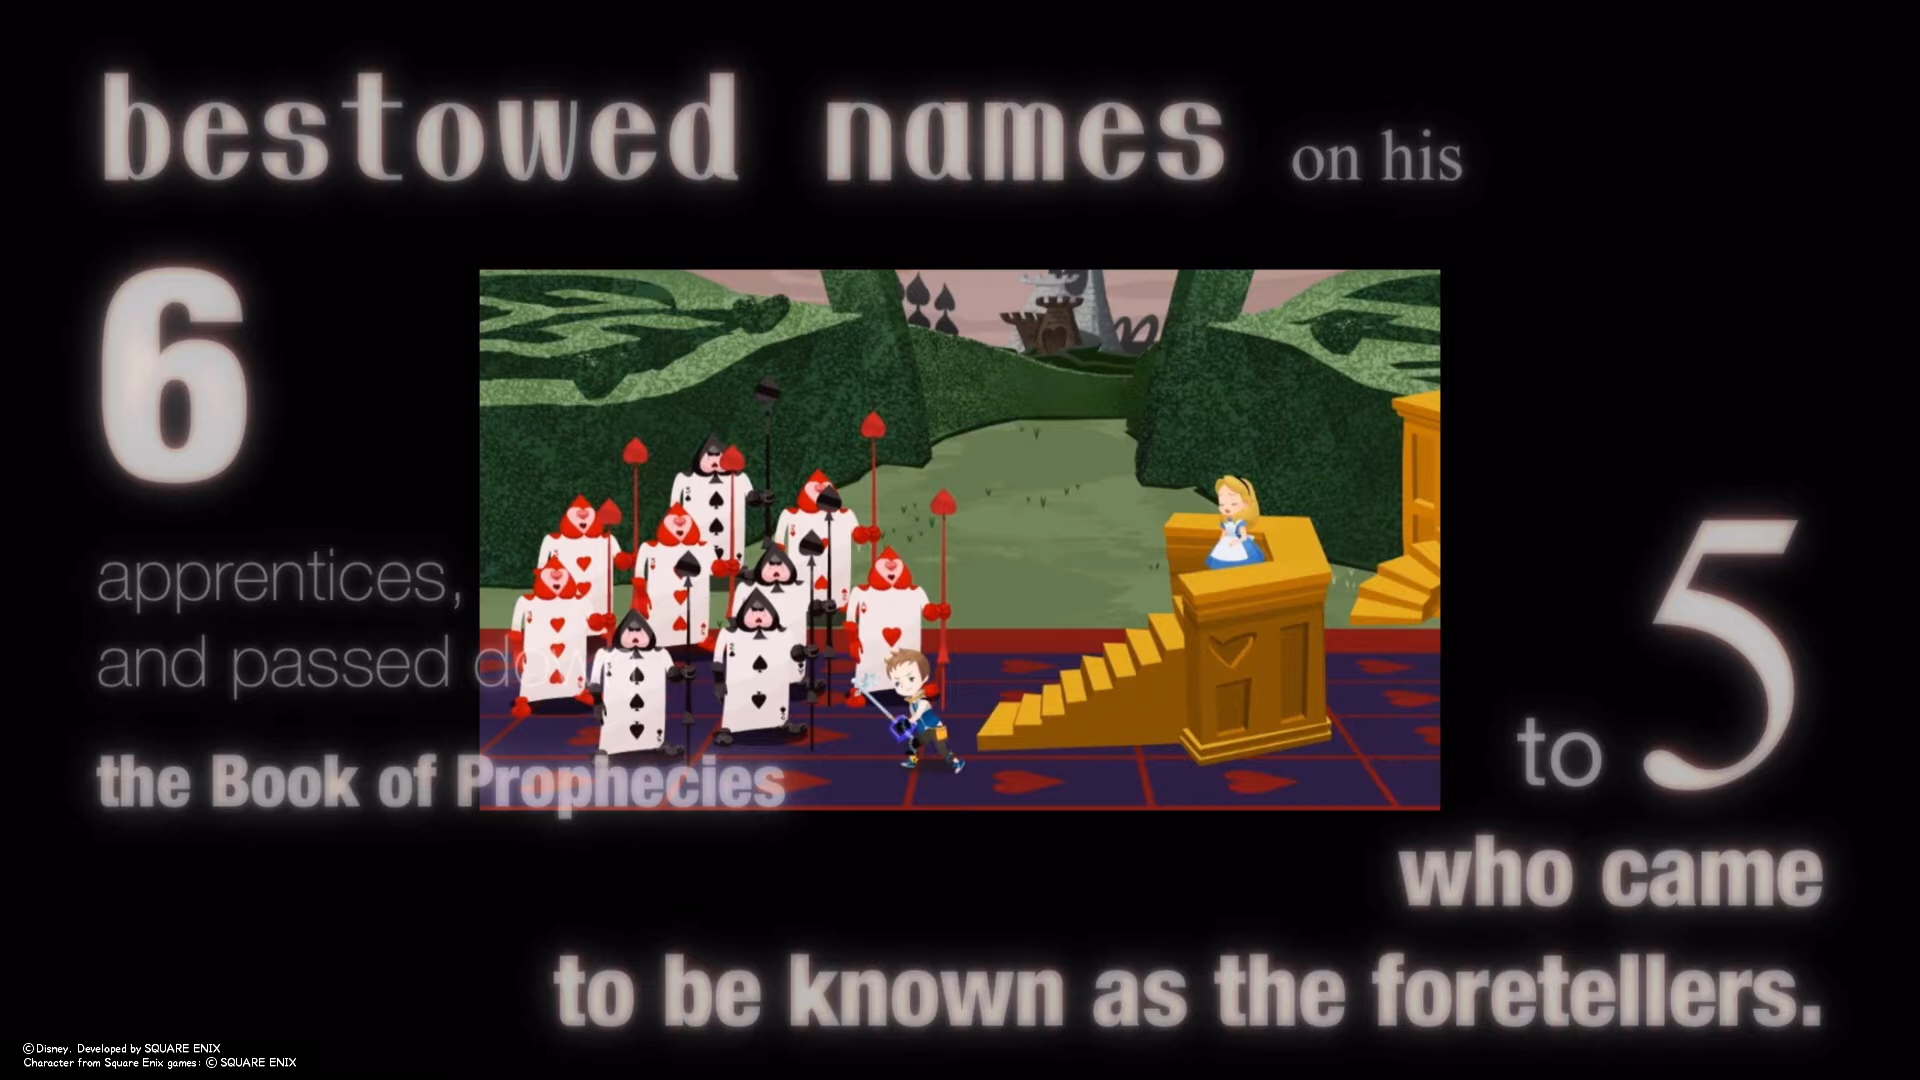 bestowed names on his
6
apprentices,
and passed down
the Book of Prophecies
to 5
who came
to be known as the foretellers.
©Disney. Developed by SQUARE ENIX
Character from Square Enix games: © SQUARE ENIX